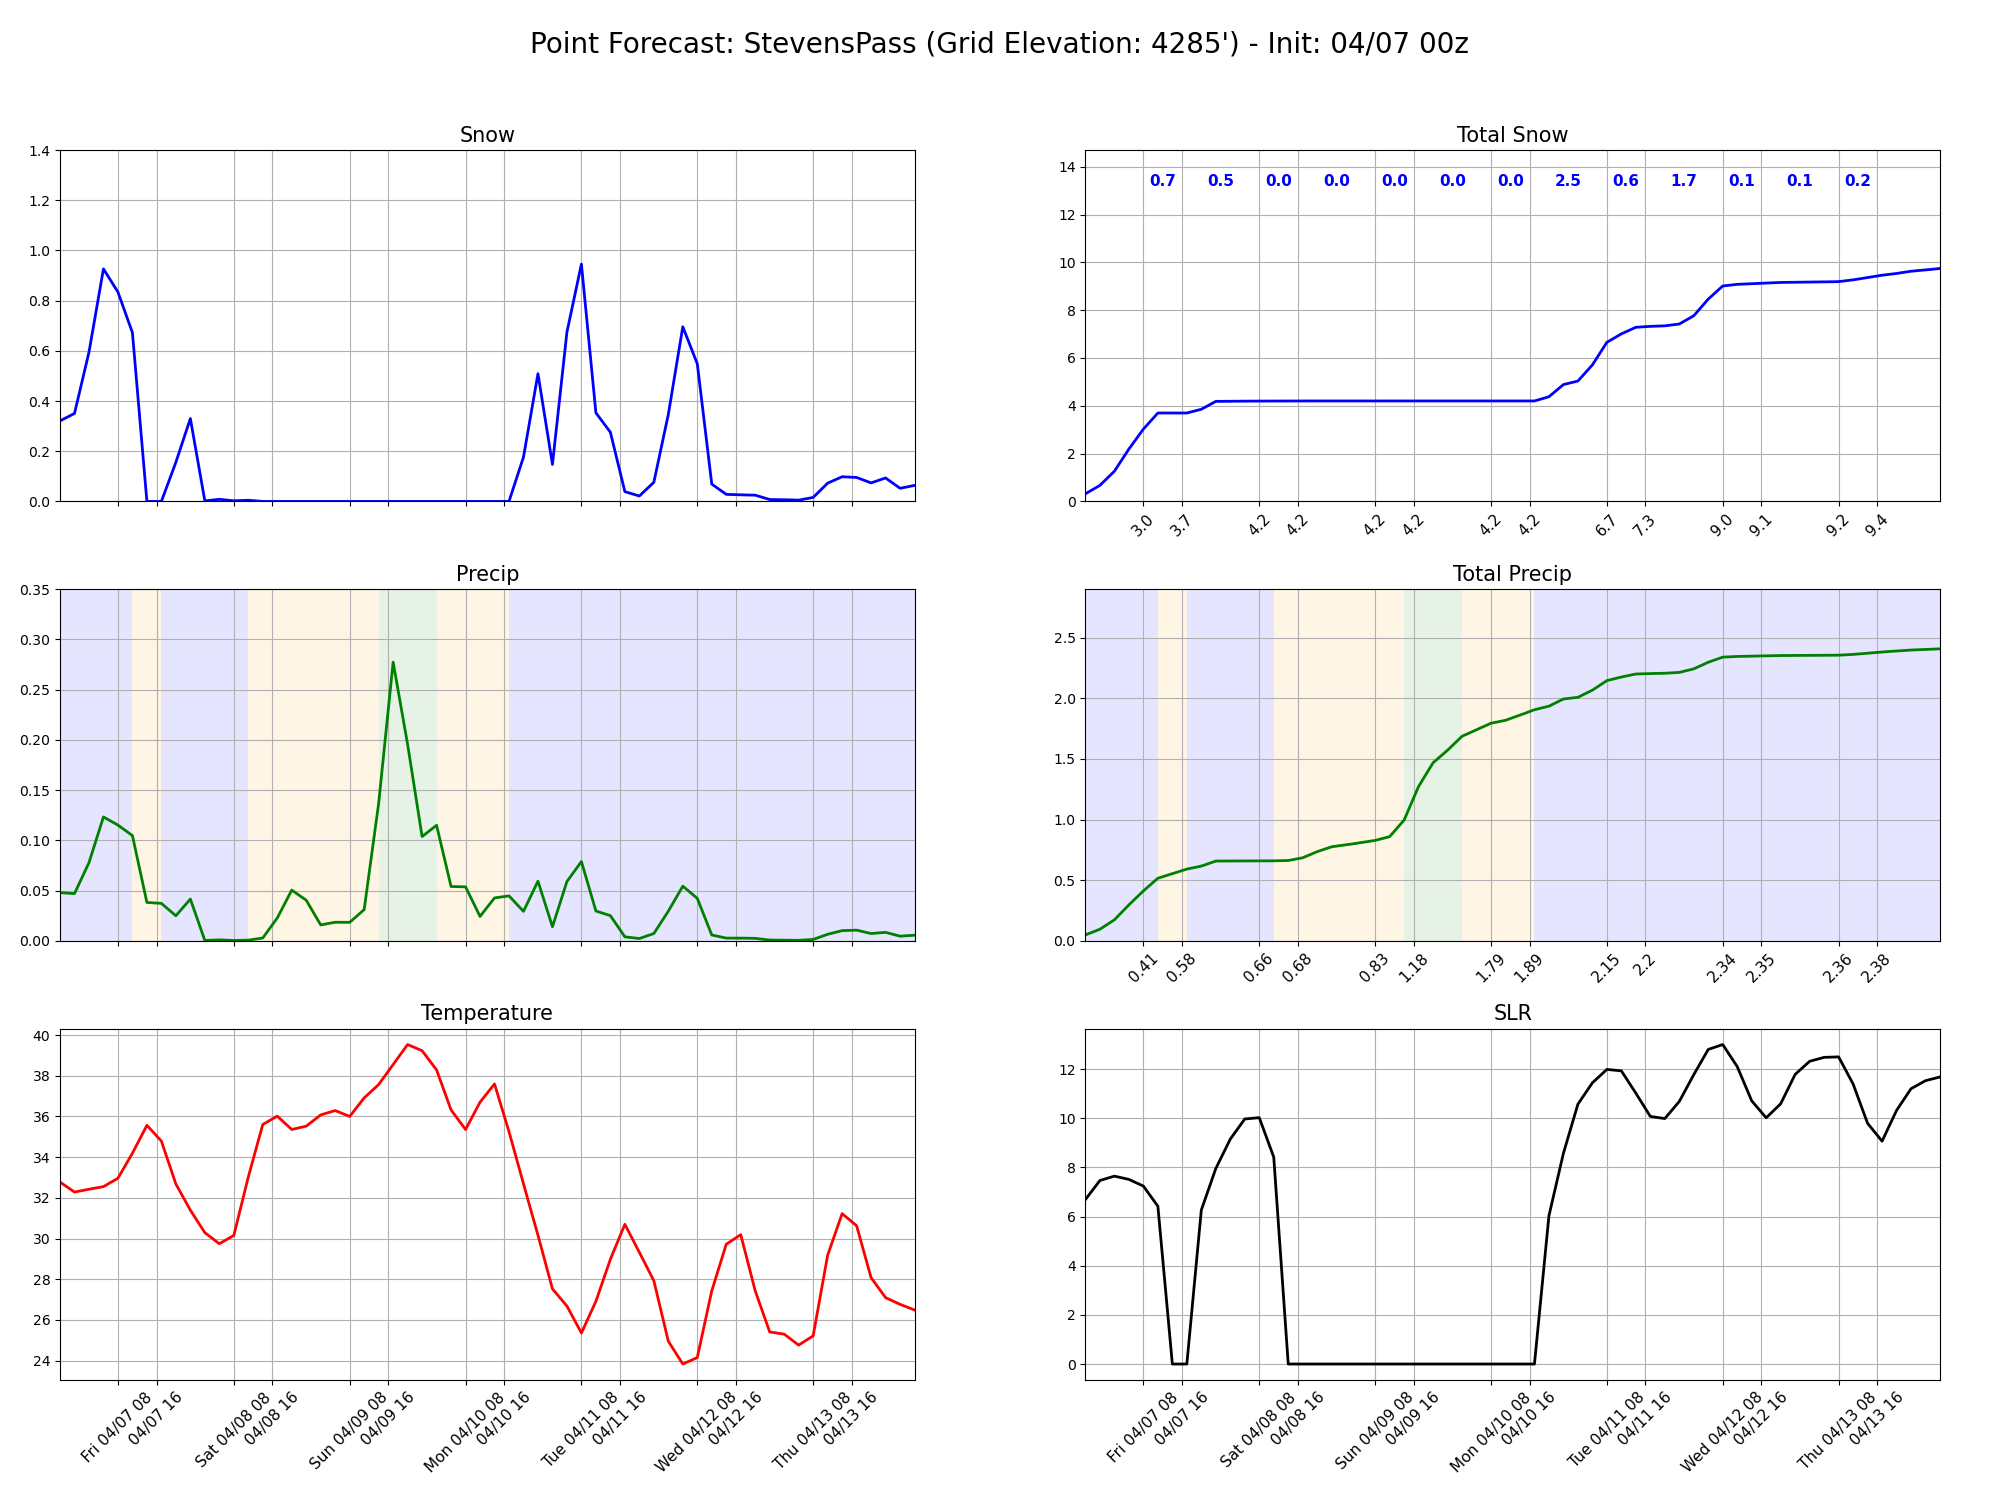 Point Forecast: StevensPass (Grid Elevation: 4285') - Init: 04/07 00z
Snow
1.4
1.2
1.0
0.8
0.6
0.4
0.2
0.0
Total Snow
14
12
10
8
6
4
2
0
0.7 0.5 0.0 0.0 0.0 0.0 0.0 2.5 0.6 1.7 0.1 0.1 0.2
3.0 3.7 4.2 4.2 4.2 4.2 4.2 4.2 6.7 7.3 9.0 9.1 9.2 9.4
Precip
0.35
0.30
0.25
0.20
0.15
0.10
0.05
0.00
Total Precip
2.5
2.0
1.5
1.0
0.5
0.0
0.41 0.58 0.66 0.68 0.83 1.18 1.79 1.89 2.15 2.2 2.34 2.35 2.36 2.38
Temperature
40
38
36
34
32
30
28
26
24
Fri 04/07 08
04/07 16
Sat 04/08 08
04/08 16
Sun 04/09 08
04/09 16
Mon 04/10 08
04/10 16
Tue 04/11 08
04/11 16
Wed 04/12 08
04/12 16
Thu 04/13 08
04/13 16
SLR
12
10
8
6
4
2
0
Fri 04/07 08
04/07 16
Sat 04/08 08
04/08 16
Sun 04/09 08
04/09 16
Mon 04/10 08
04/10 16
Tue 04/11 08
04/11 16
Wed 04/12 08
04/12 16
Thu 04/13 08
04/13 16